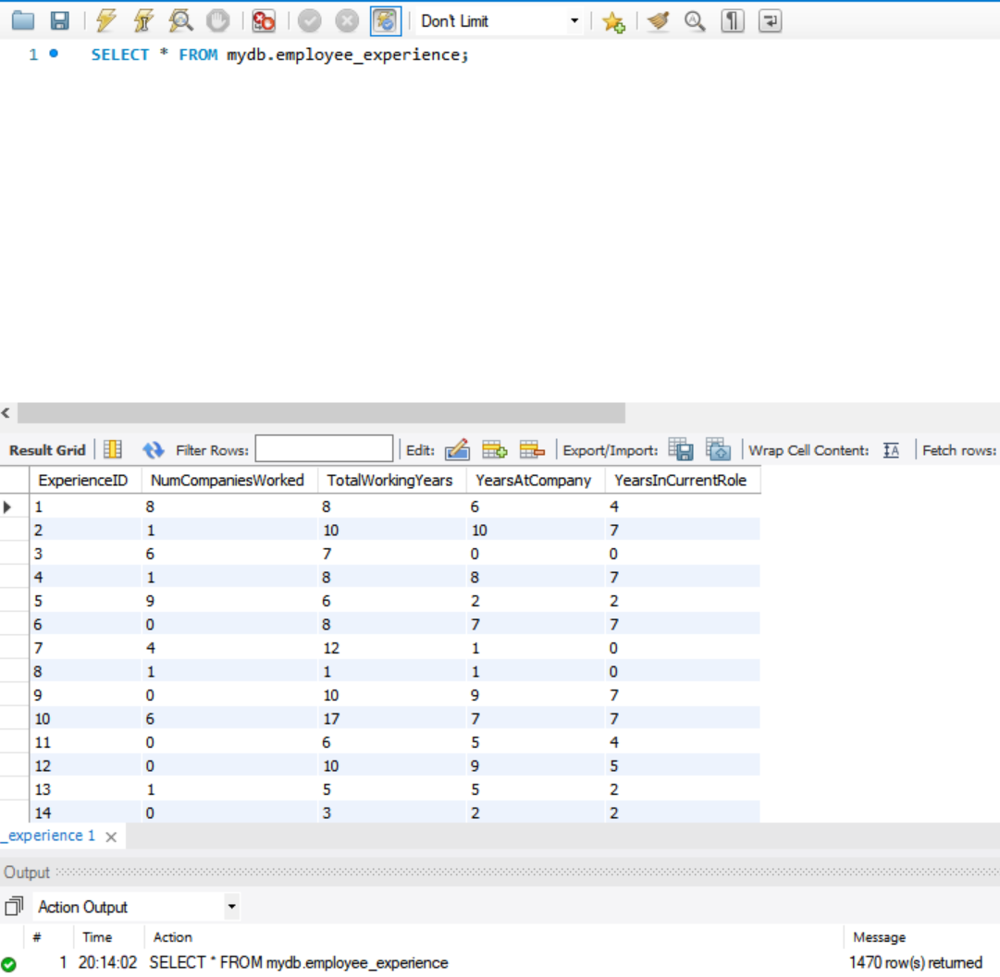 Don't Limit
1 SELECT * FROM mydb.employee_experience;
Result Grid Filter Rows: Edit: Export/Import: Wrap Cell Content: Fetch rows:
ExperienceID NumCompaniesWorked TotalWorkingYears YearsAtCompany YearsInCurrentRole
1 8 8 6 4
2 1 10 10 7
3 6 7 0 0
4 1 8 8 7
5 9 6 2 2
6 0 8 7 7
7 4 12 1 0
8 1 1 1 0
9 0 10 9 7
10 6 17 7 7
11 0 6 5 4
12 0 10 9 5
13 1 5 5 2
14 0 3 2 2
_experience 1
Output
Action Output
# Time Action Message
1 20:14:02 SELECT * FROM mydb.employee_experience 1470 row(s) returned